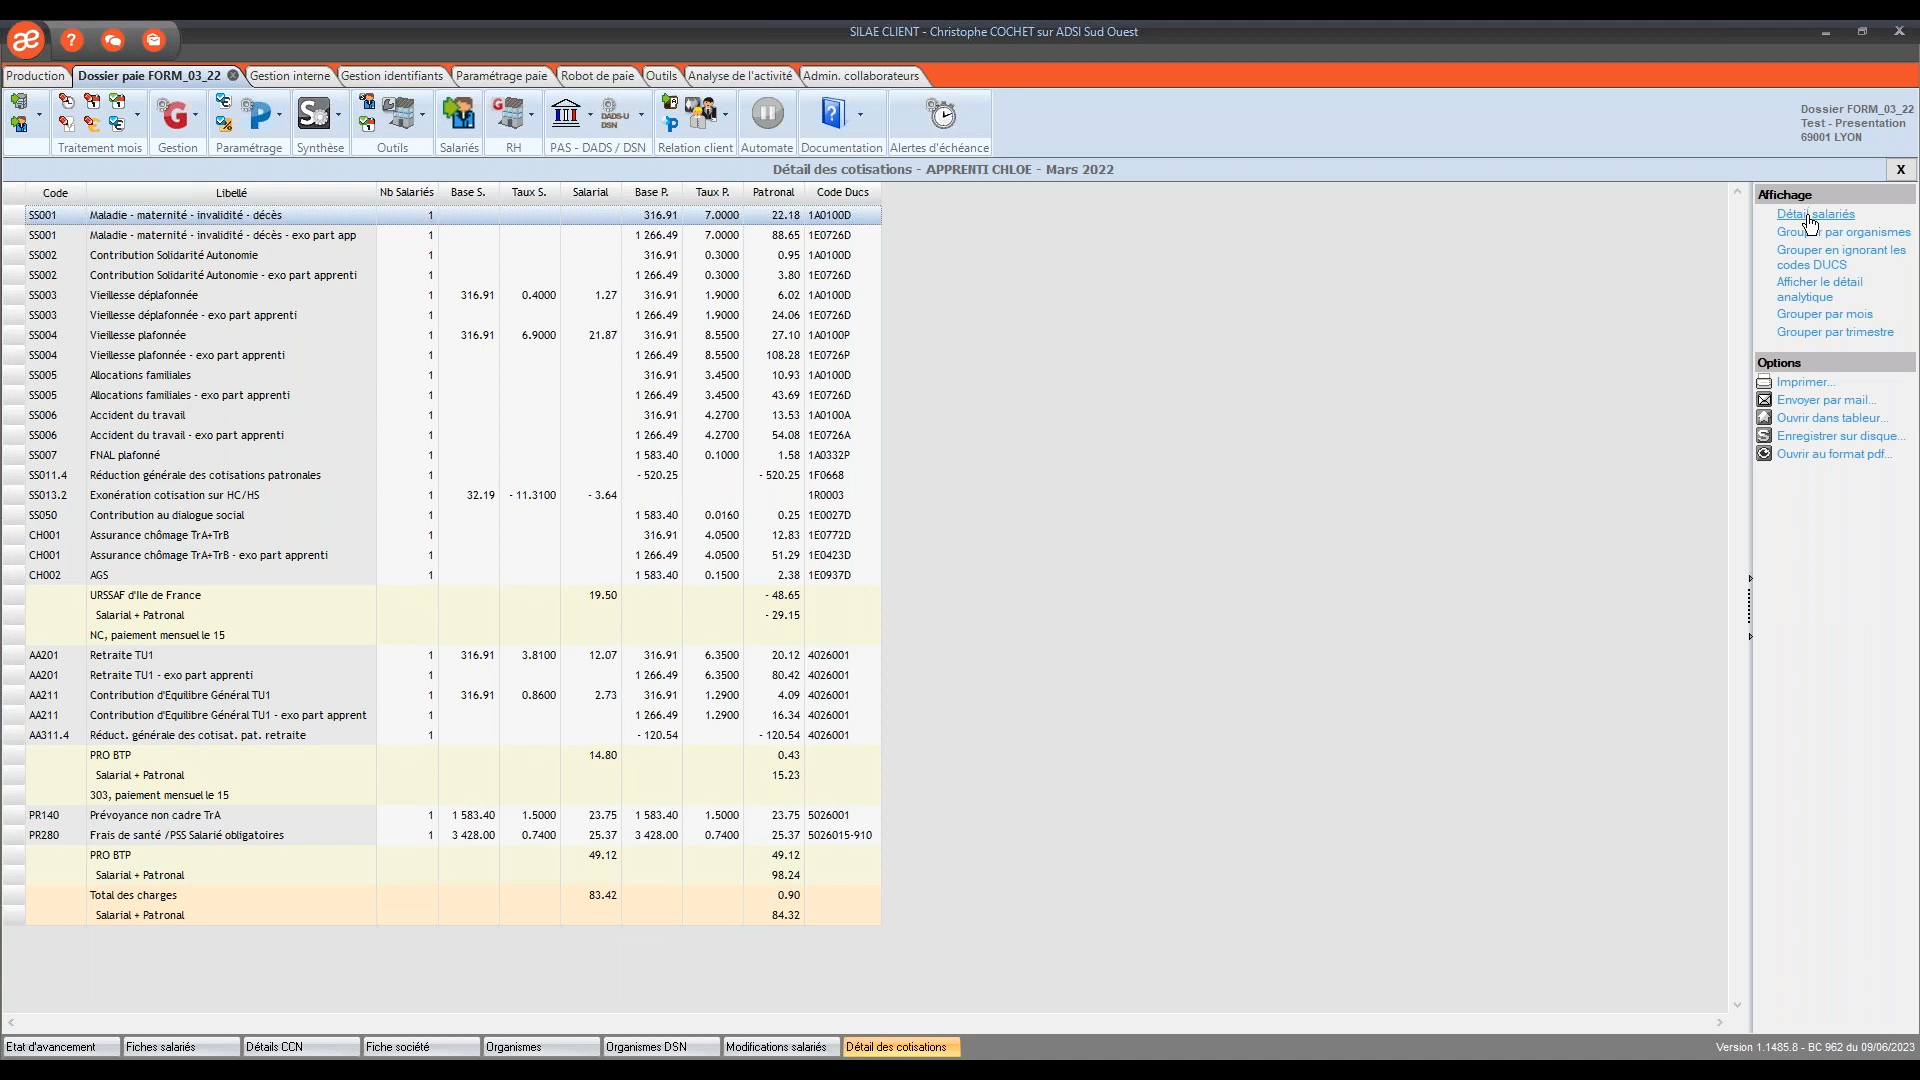 SILAE CLIENT - Christophe COCHET sur ADSI Sud Ouest
Production Dossier paie FORM_03_22 Gestion interne Gestion identifiants Paramétrage paie Robot de paie Outils Analyse de l'activité Admin. collaborateurs
DADS-U DSN
Traitement mois Gestion Paramétrage Synthèse Outils Salariés RH PAS - DADS / DSN Relation client Automate Documentation Alertes d'échéance
Dossier FORM_03_22
Test - Presentation
69001 LYON
Détail des cotisations - APPRENTI CHLOE - Mars 2022 X
Code Libellé Nb Salariés Base S. Taux S. Salarial Base P. Taux P. Patronal Code Ducs
SS001 Maladie - maternité - invalidité - décès 1 316.91 7.0000 22.18 1A0100D
SS001 Maladie - maternité - invalidité - décès - exo part app 1 1 266.49 7.0000 88.65 1E0726D
SS002 Contribution Solidarité Autonomie 1 316.91 0.3000 0.95 1A0100D
SS002 Contribution Solidarité Autonomie - exo part apprenti 1 1 266.49 0.3000 3.80 1E0726D
SS003 Vieillesse déplafonnée 1 316.91 0.4000 1.27 316.91 1.9000 6.02 1A0100D
SS003 Vieillesse déplafonnée - exo part apprenti 1 1 266.49 1.9000 24.06 1E0726D
SS004 Vieillesse plafonnée 1 316.91 6.9000 21.87 316.91 8.5500 27.10 1A0100P
SS004 Vieillesse plafonnée - exo part apprenti 1 1 266.49 8.5500 108.28 1E0726P
SS005 Allocations familiales 1 316.91 3.4500 10.93 1A0100D
SS005 Allocations familiales - exo part apprenti 1 1 266.49 3.4500 43.69 1E0726D
SS006 Accident du travail 1 316.91 4.2700 13.53 1A0100A
SS006 Accident du travail - exo part apprenti 1 1 266.49 4.2700 54.08 1E0726A
SS007 FNAL plafonné 1 1 583.40 0.1000 1.58 1A0332P
SS011.4 Réduction générale des cotisations patronales 1 - 520.25 - 520.25 1F0668
SS013.2 Exonération cotisation sur HC/HS 1 32.19 - 11.3100 - 3.64 1R0003
SS050 Contribution au dialogue social 1 1 583.40 0.0160 0.25 1E0027D
CH001 Assurance chômage TrA+TrB 1 316.91 4.0500 12.83 1E0772D
CH001 Assurance chômage TrA+TrB - exo part apprenti 1 1 266.49 4.0500 51.29 1E0423D
CH002 AGS 1 1 583.40 0.1500 2.38 1E0937D
URSSAF d'Ile de France 19.50 - 48.65
Salarial + Patronal - 29.15
NC, paiement mensuel le 15
AA201 Retraite TU1 1 316.91 3.8100 12.07 316.91 6.3500 20.12 4026001
AA201 Retraite TU1 - exo part apprenti 1 1 266.49 6.3500 80.42 4026001
AA211 Contribution d'Equilibre Général TU1 1 316.91 0.8600 2.73 316.91 1.2900 4.09 4026001
AA211 Contribution d'Equilibre Général TU1 - exo part apprent 1 1 266.49 1.2900 16.34 4026001
AA311.4 Réduct. générale des cotisat. pat. retraite 1 - 120.54 - 120.54 4026001
PRO BTP 14.80 0.43
Salarial + Patronal 15.23
303, paiement mensuel le 15
PR140 Prévoyance non cadre TrA 1 1 583.40 1.5000 23.75 1 583.40 1.5000 23.75 5026001
PR280 Frais de santé /PSS Salarié obligatoires 1 3 428.00 0.7400 25.37 3 428.00 0.7400 25.37 5026015-910
PRO BTP 49.12 49.12
Salarial + Patronal 98.24
Total des charges 83.42 0.90
Salarial + Patronal 84.32
Affichage
Détail salariés
Grouper par organismes
Grouper en ignorant les
codes DUCS
Afficher le détail
analytique
Grouper par mois
Grouper par trimestre
Options
Imprimer...
Envoyer par mail...
Ouvrir dans tableur...
Enregistrer sur disque...
Ouvrir au format pdf...
Etat d'avancement Fiches salariés Détails CCN Fiche société Organismes Organismes DSN Modifications salariés Détail des cotisations
Version 1.1485.8 - BC 962 du 09/06/2023